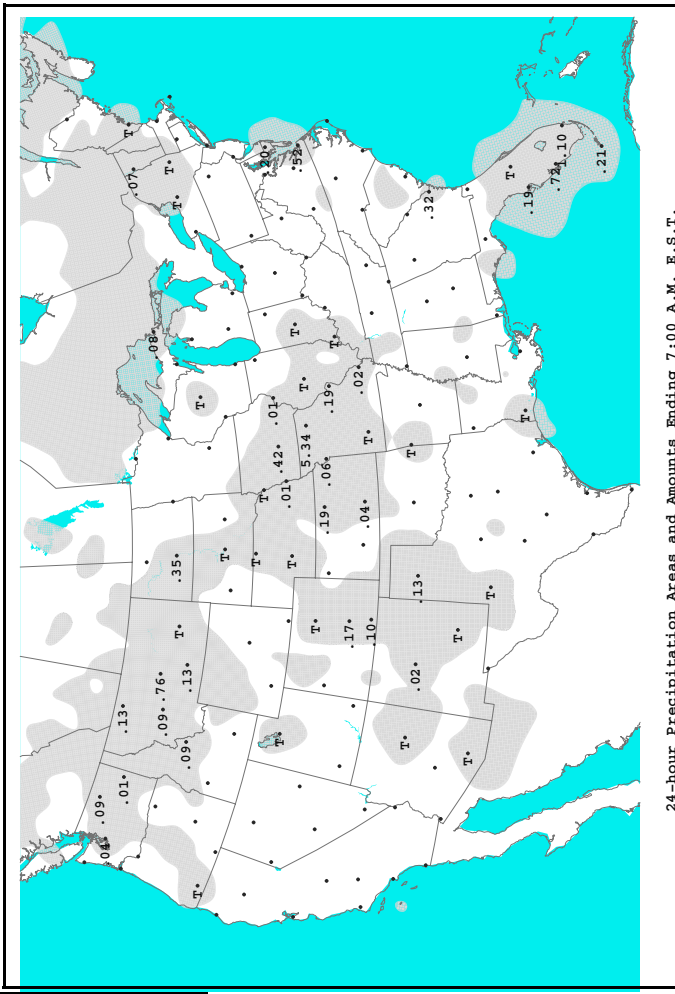 .09
.04
.01 .13
T
.07
.08
.09 .76
T
.35 T
T
.09 .13
T T
T
T T
.20
.01
T
.42
.01
T
T
.52
T
5.34
T
.19 .06 .19
T
.17
.02
.04
T
.10
T .02 .13 T .32
T
T
T
T
T
.19
.72
1.10
.21
24-hour Precipitation Areas and Amounts Ending 7:00 A.M. E.S.T.